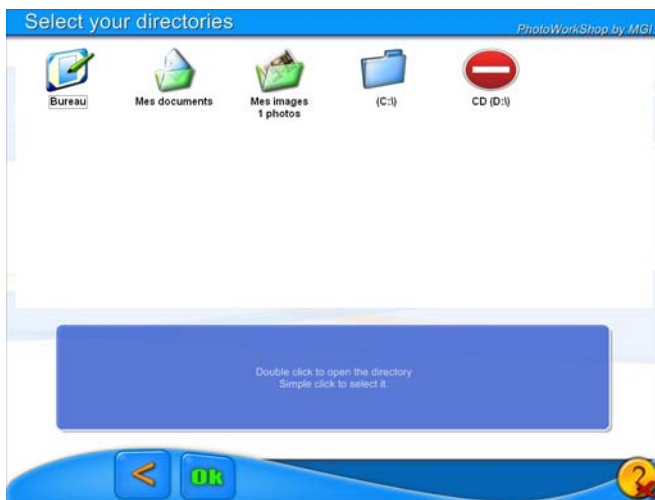 Select your directories
PhotoWorkShop by MGI
Bureau
Mes documents
Mes images
1 photos
(C:\)
CD (D:\)
Double click to open the directory
Simple click to select it.
<
Ok
?